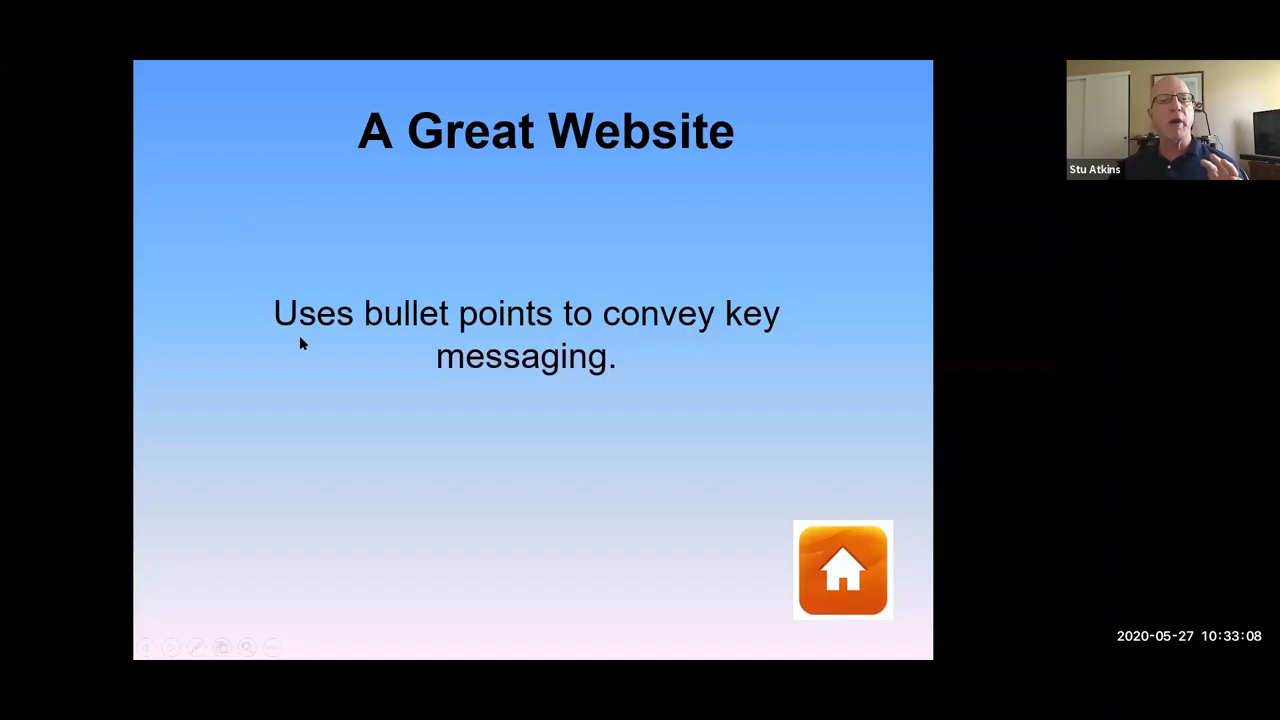 A Great Website
Uses bullet points to convey key
messaging.
Stu Atkins
2020-05-27 10:33:08